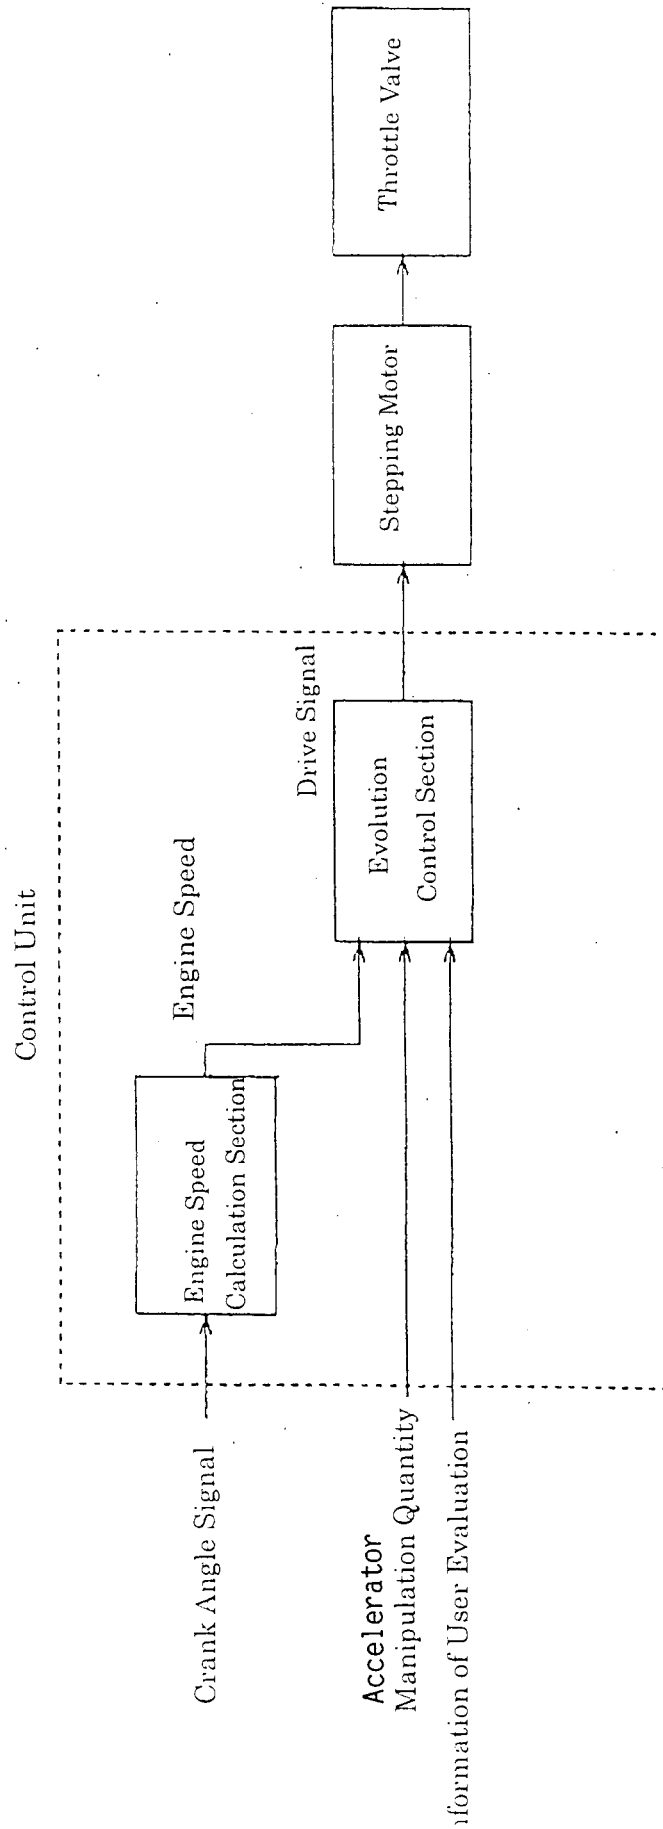 Control Unit
Crank Angle Signal
Engine Speed
Calculation Section
Engine Speed
Drive Signal
Accelerator
Manipulation Quantity
nformation of User Evaluation
Evolution
Control Section
Stepping Motor
Throttle Valve